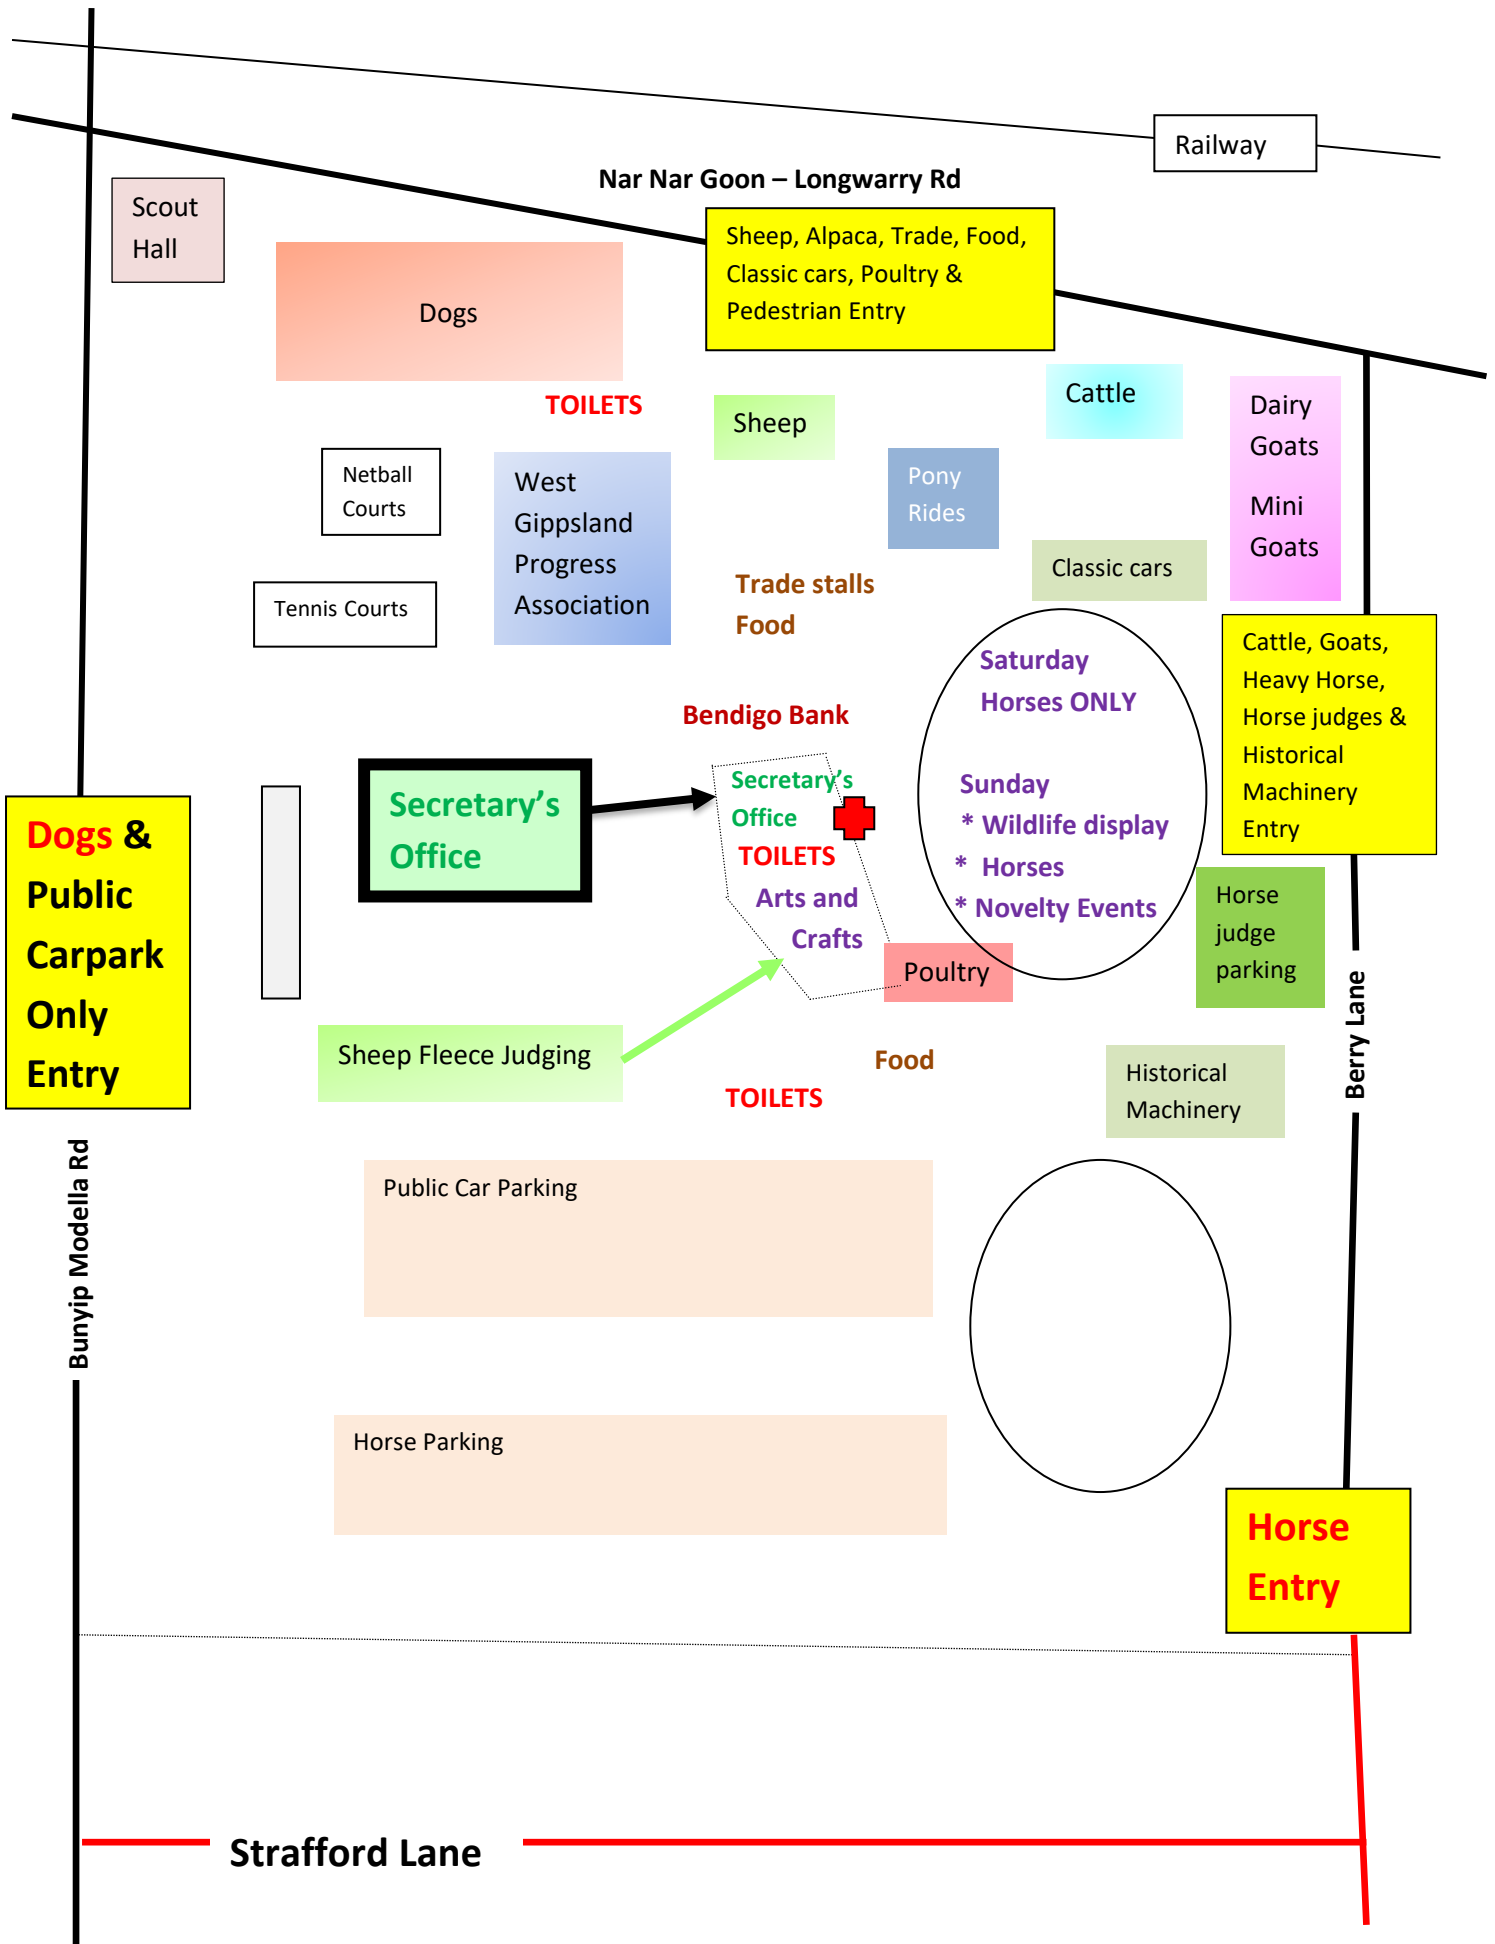 Railway
Nar Nar Goon – Longwarry Rd
Scout
Hall
Sheep, Alpaca, Trade, Food,
Classic cars, Poultry &
Pedestrian Entry
Dogs
TOILETS
Sheep
Cattle
Dairy
Goats
Mini
Goats
Netball
Courts
West
Gippsland
Progress
Association
Pony
Rides
Classic cars
Tennis Courts
Trade stalls
Food
Cattle, Goats,
Heavy Horse,
Horse judges &
Historical
Machinery
Entry
Saturday
Horses ONLY
Sunday
* Wildlife display
* Horses
* Novelty Events
Bendigo Bank
Secretary's
Office
Secretary's
Office
TOILETS
Arts and
Crafts
Dogs &
Public
Carpark
Only
Entry
Horse
judge
parking
Poultry
Berry Lane
Sheep Fleece Judging
Food
TOILETS
Historical
Machinery
Bunyip Modella Rd
Public Car Parking
Horse Parking
Horse
Entry
Strafford Lane